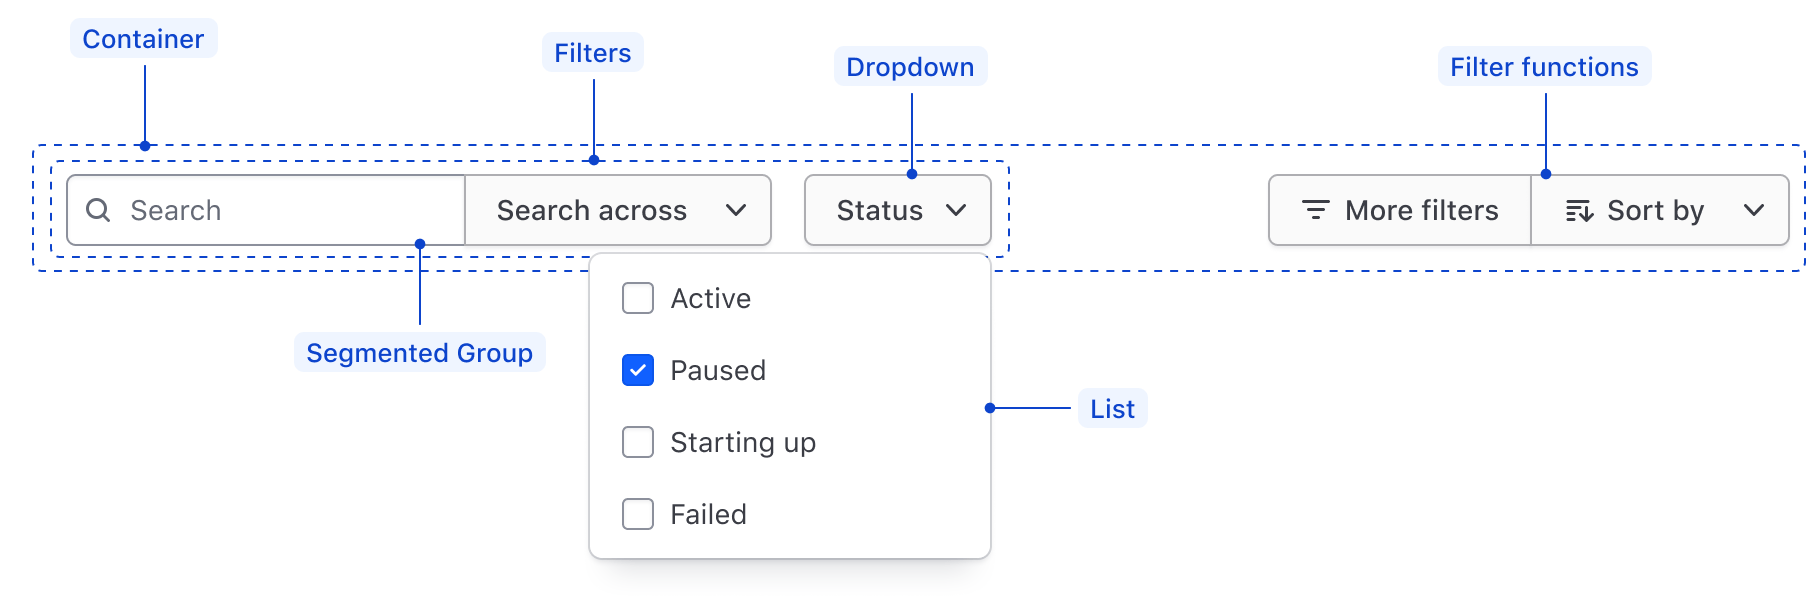 Container
Filters
Dropdown
Filter functions
Search
Search across
Status
More filters
Sort by
Segmented Group
Active
Paused
Starting up
Failed
List